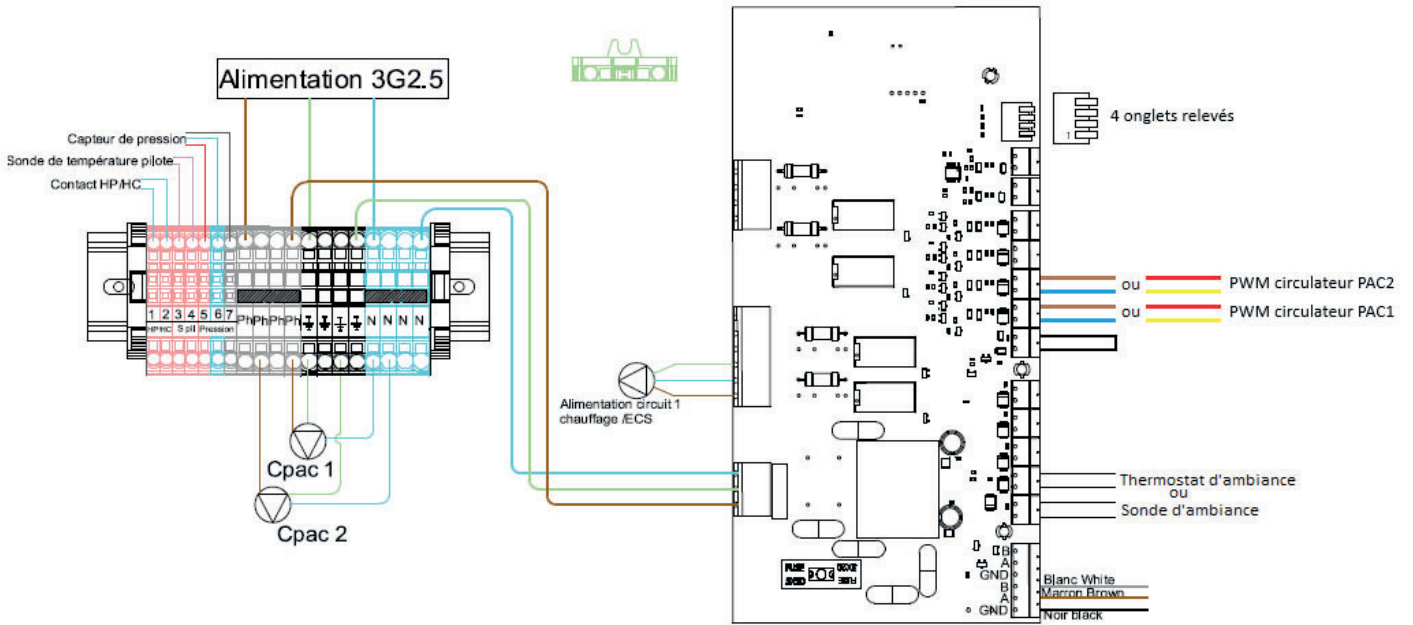 Alimentation 3G2.5
Capteur de pression
Sonde de température pilote
Contact HP/HC
1 2 3 4 5 6 7 Ph Ph Ph Ph N N N N
HP/HC S pil Pression
Cpac 1
Cpac 2
Alimentation circuit 1
chauffage /ECS
1
4 onglets relevés
ou PWM circulateur PAC2
ou PWM circulateur PAC1
Thermostat d'ambiance
ou
Sonde d'ambiance
B
A
GND
B Blanc White
A Marron Brown
GND Noir black
FUSE